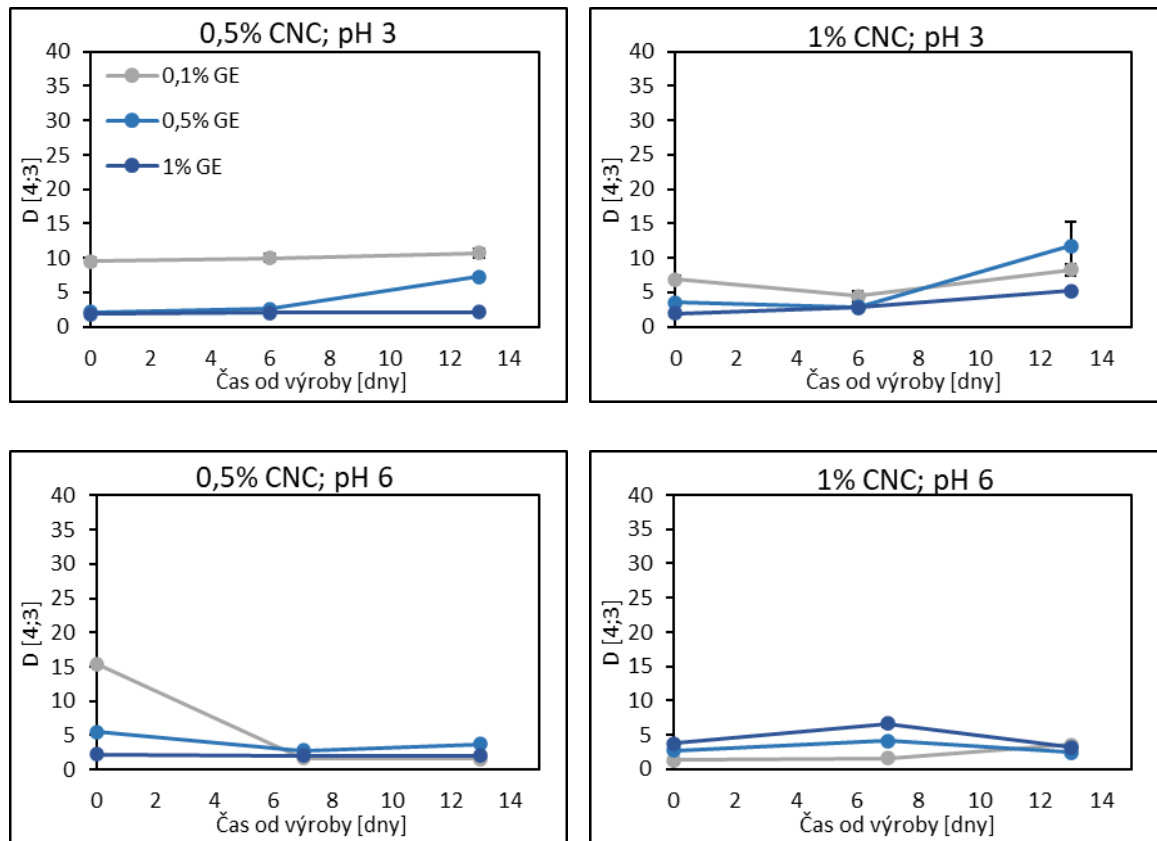 0,5% CNC; pH 3
40
35
30
25
20
15
10
5
0
D [4;3]
0,1% GE
0,5% GE
1% GE
0 2 4 6 8 10 12 14
Čas od výroby [dny]
1% CNC; pH 3
40
35
30
25
20
15
10
5
0
D [4;3]
0 2 4 6 8 10 12 14
Čas od výroby [dny]
0,5% CNC; pH 6
40
35
30
25
20
15
10
5
0
D [4;3]
0 2 4 6 8 10 12 14
Čas od výroby [dny]
1% CNC; pH 6
40
35
30
25
20
15
10
5
0
D [4;3]
0 2 4 6 8 10 12 14
Čas od výroby [dny]